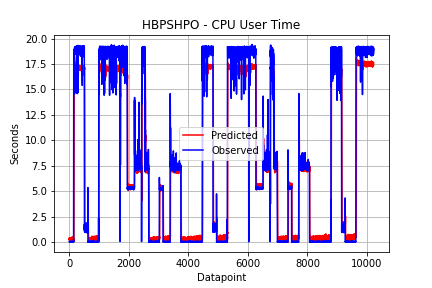 HBPSHPO - CPU User Time
20.0
17.5
15.0
12.5
10.0
7.5
5.0
2.5
0.0
Seconds
Predicted
Observed
0 2000 4000 6000 8000 10000
Datapoint